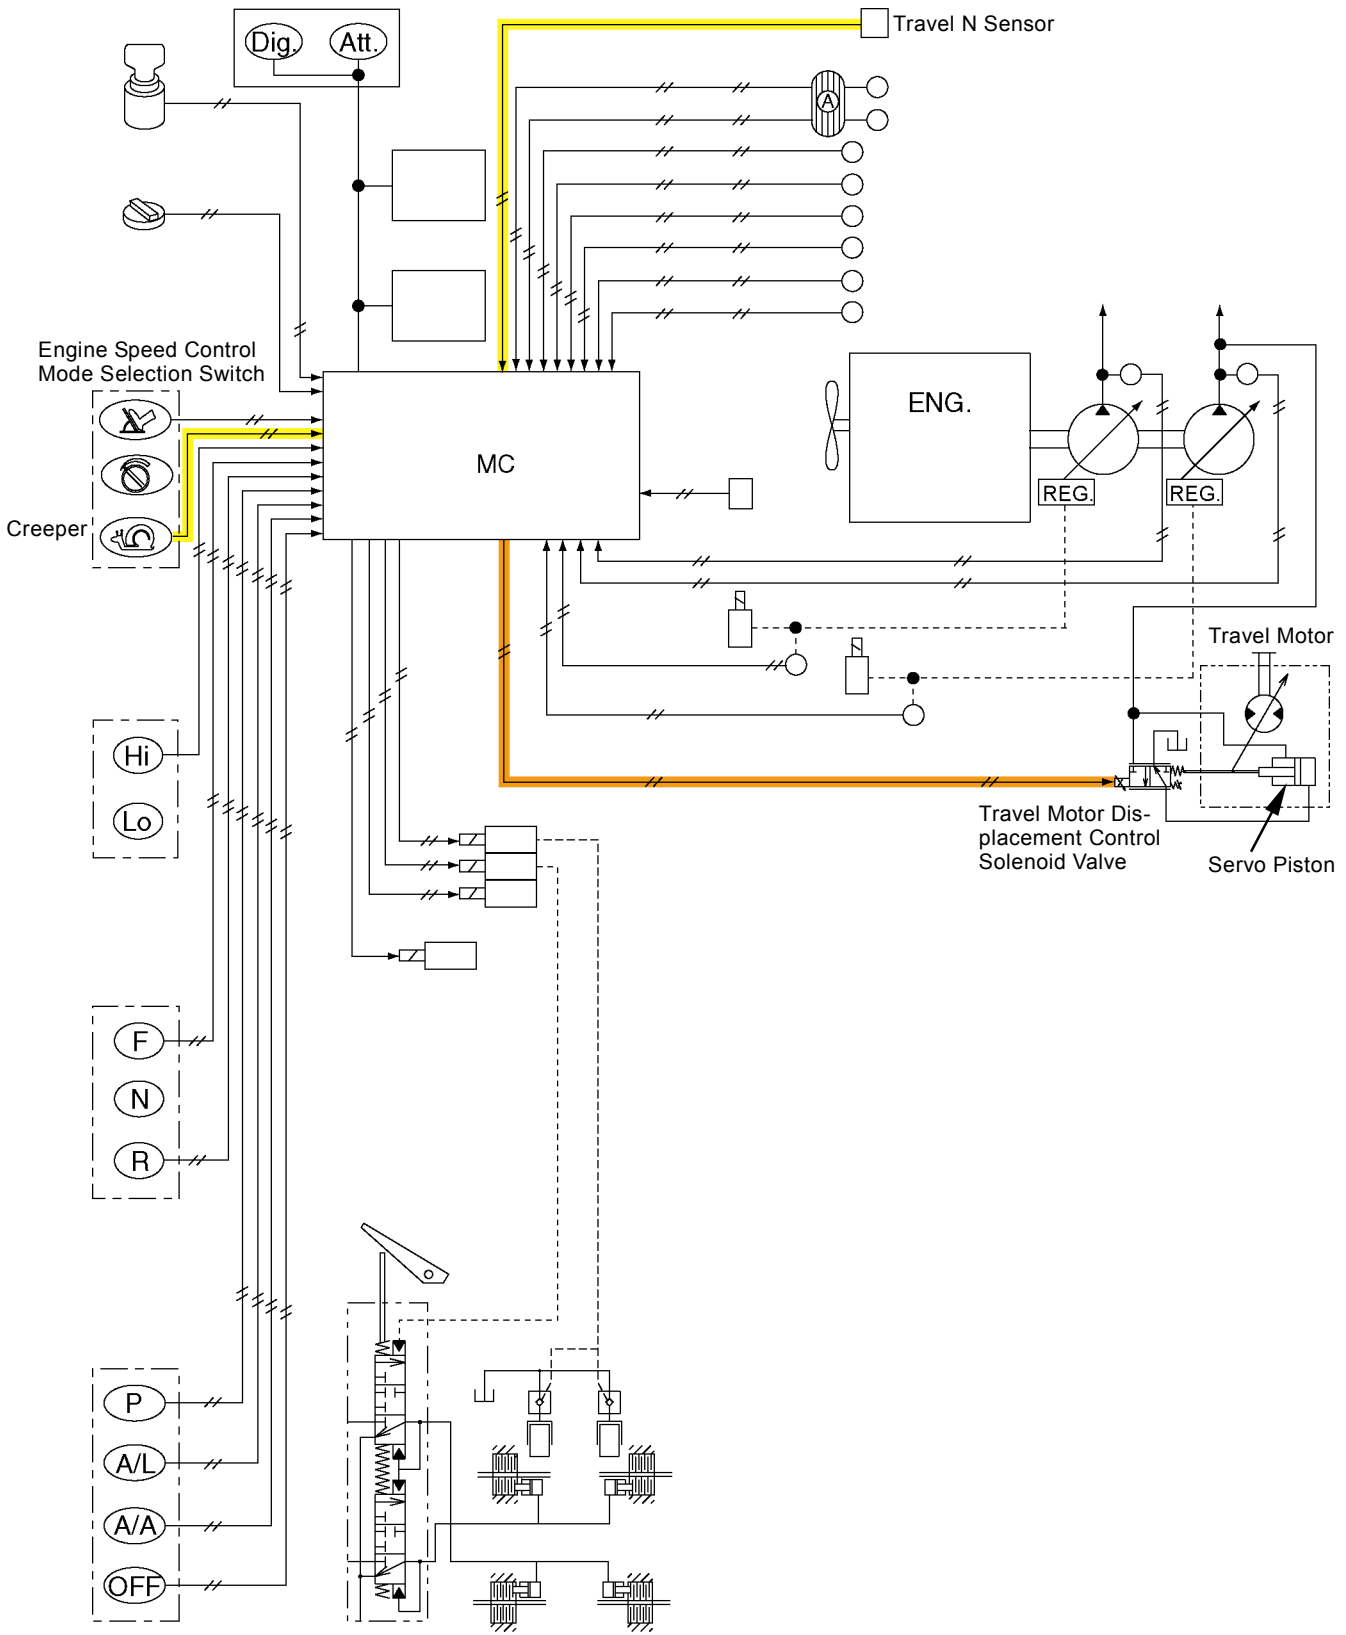 Dig. Att.
Travel N Sensor
A
Engine Speed Control
Mode Selection Switch
ENG.
MC
REG. REG.
Creeper
Travel Motor
Hi
Lo
Travel Motor Dis-
placement Control
Solenoid Valve
Servo Piston
F
N
R
P
A/L
A/A
OFF